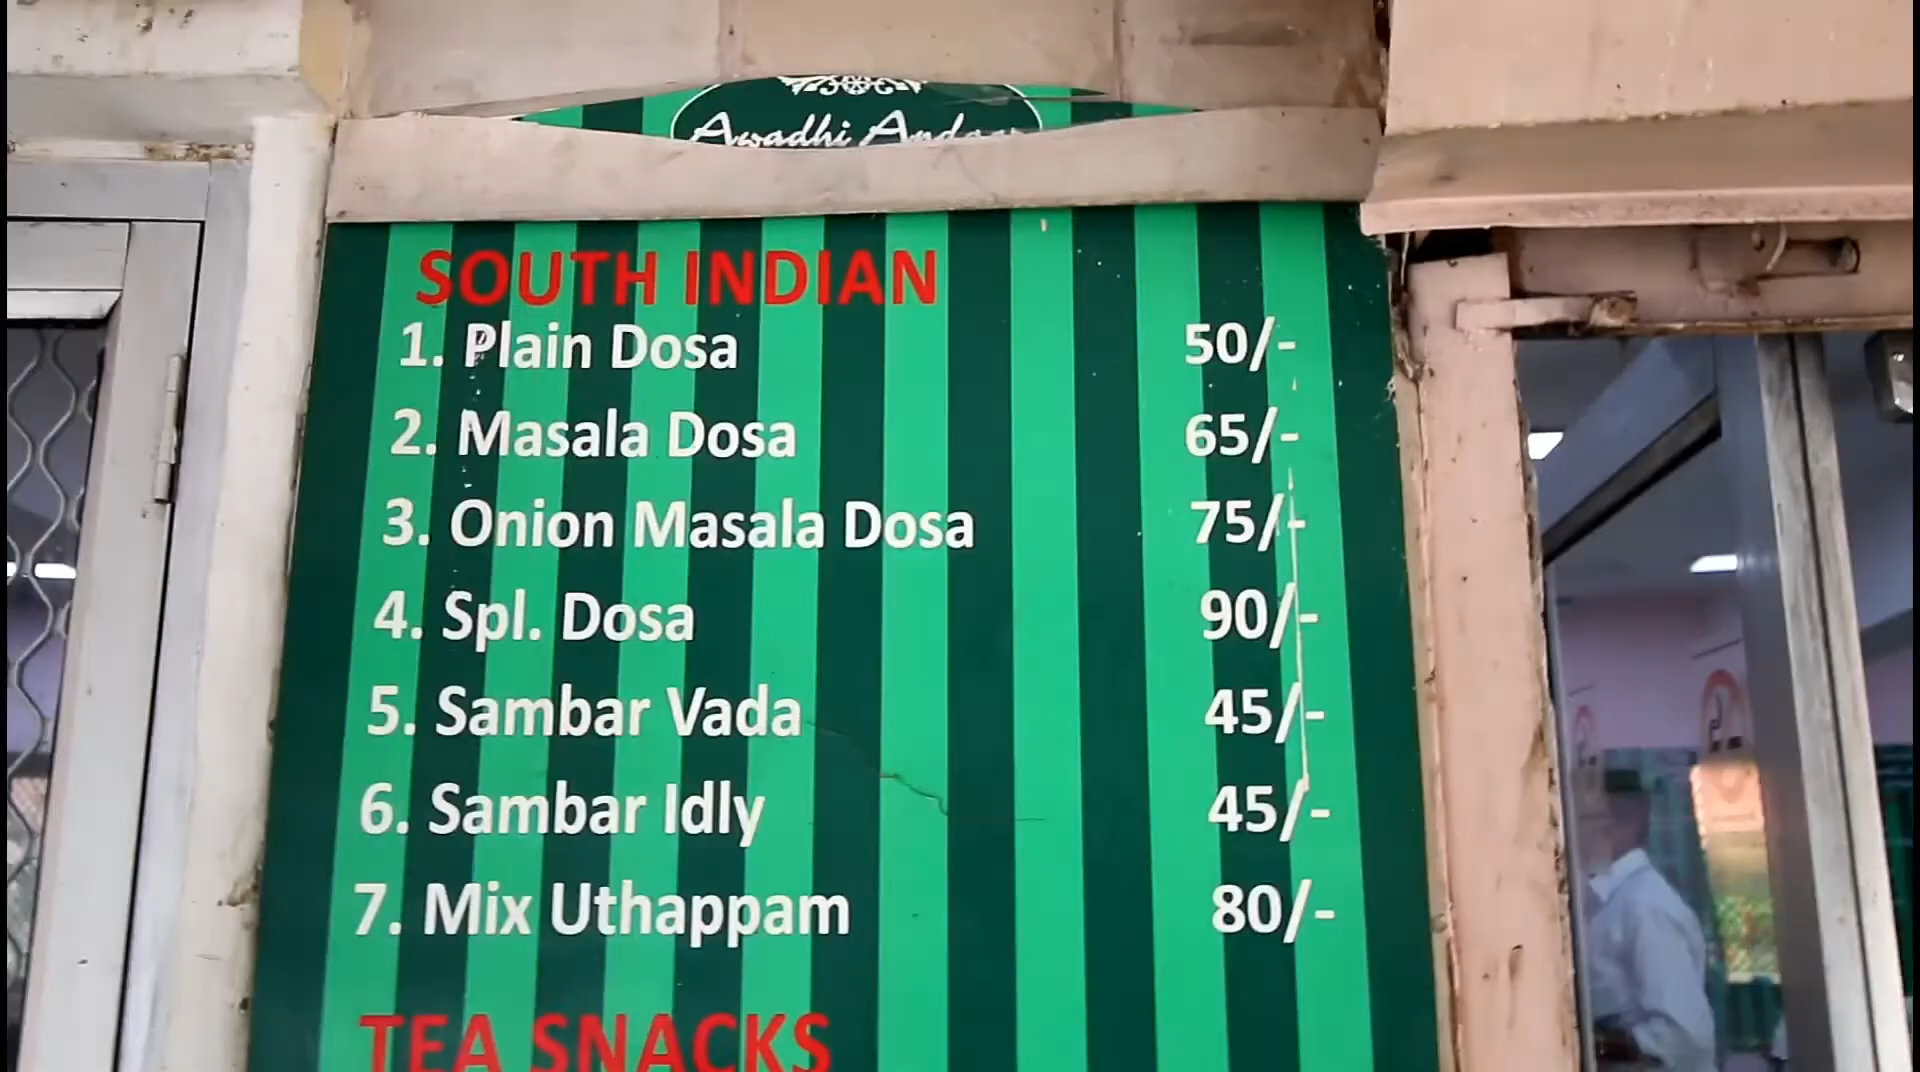 Awadhi
SOUTH INDIAN
1. Plain Dosa 50/-
2. Masala Dosa 65/-
3. Onion Masala Dosa 75/-
4. Spl. Dosa 90/-
5. Sambar Vada 45/-
6. Sambar Idly 45/-
7. Mix Uthappam 80/-
TEA SNACKS